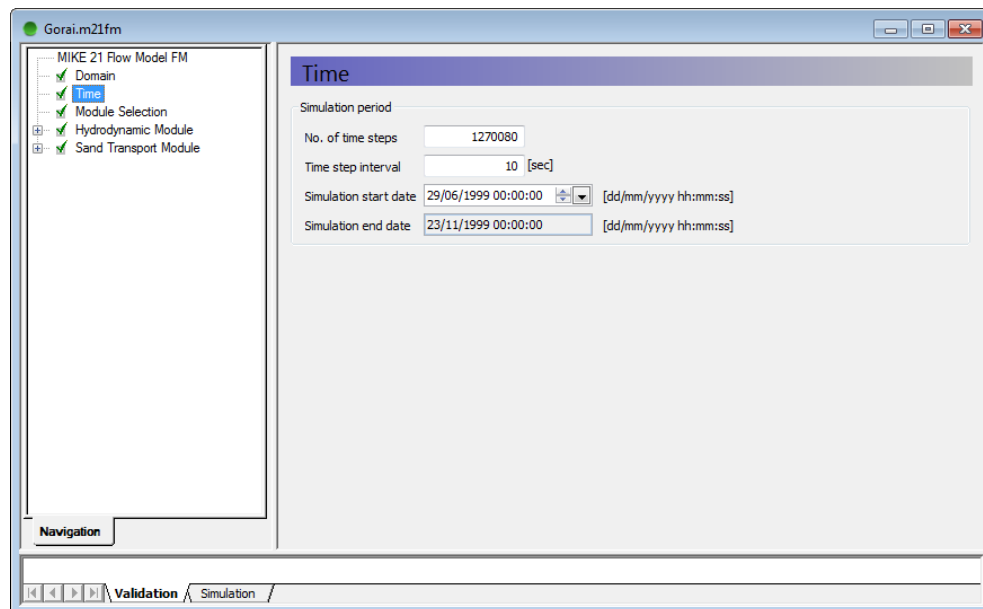 Gorai.m21fm
MIKE 21 Flow Model FM
Domain
Time
Module Selection
Hydrodynamic Module
Sand Transport Module
Navigation
Time
Simulation period
No. of time steps 1270080
Time step interval 10 [sec]
Simulation start date 29/06/1999 00:00:00 [dd/mm/yyyy hh:mm:ss]
Simulation end date 23/11/1999 00:00:00 [dd/mm/yyyy hh:mm:ss]
Validation Simulation